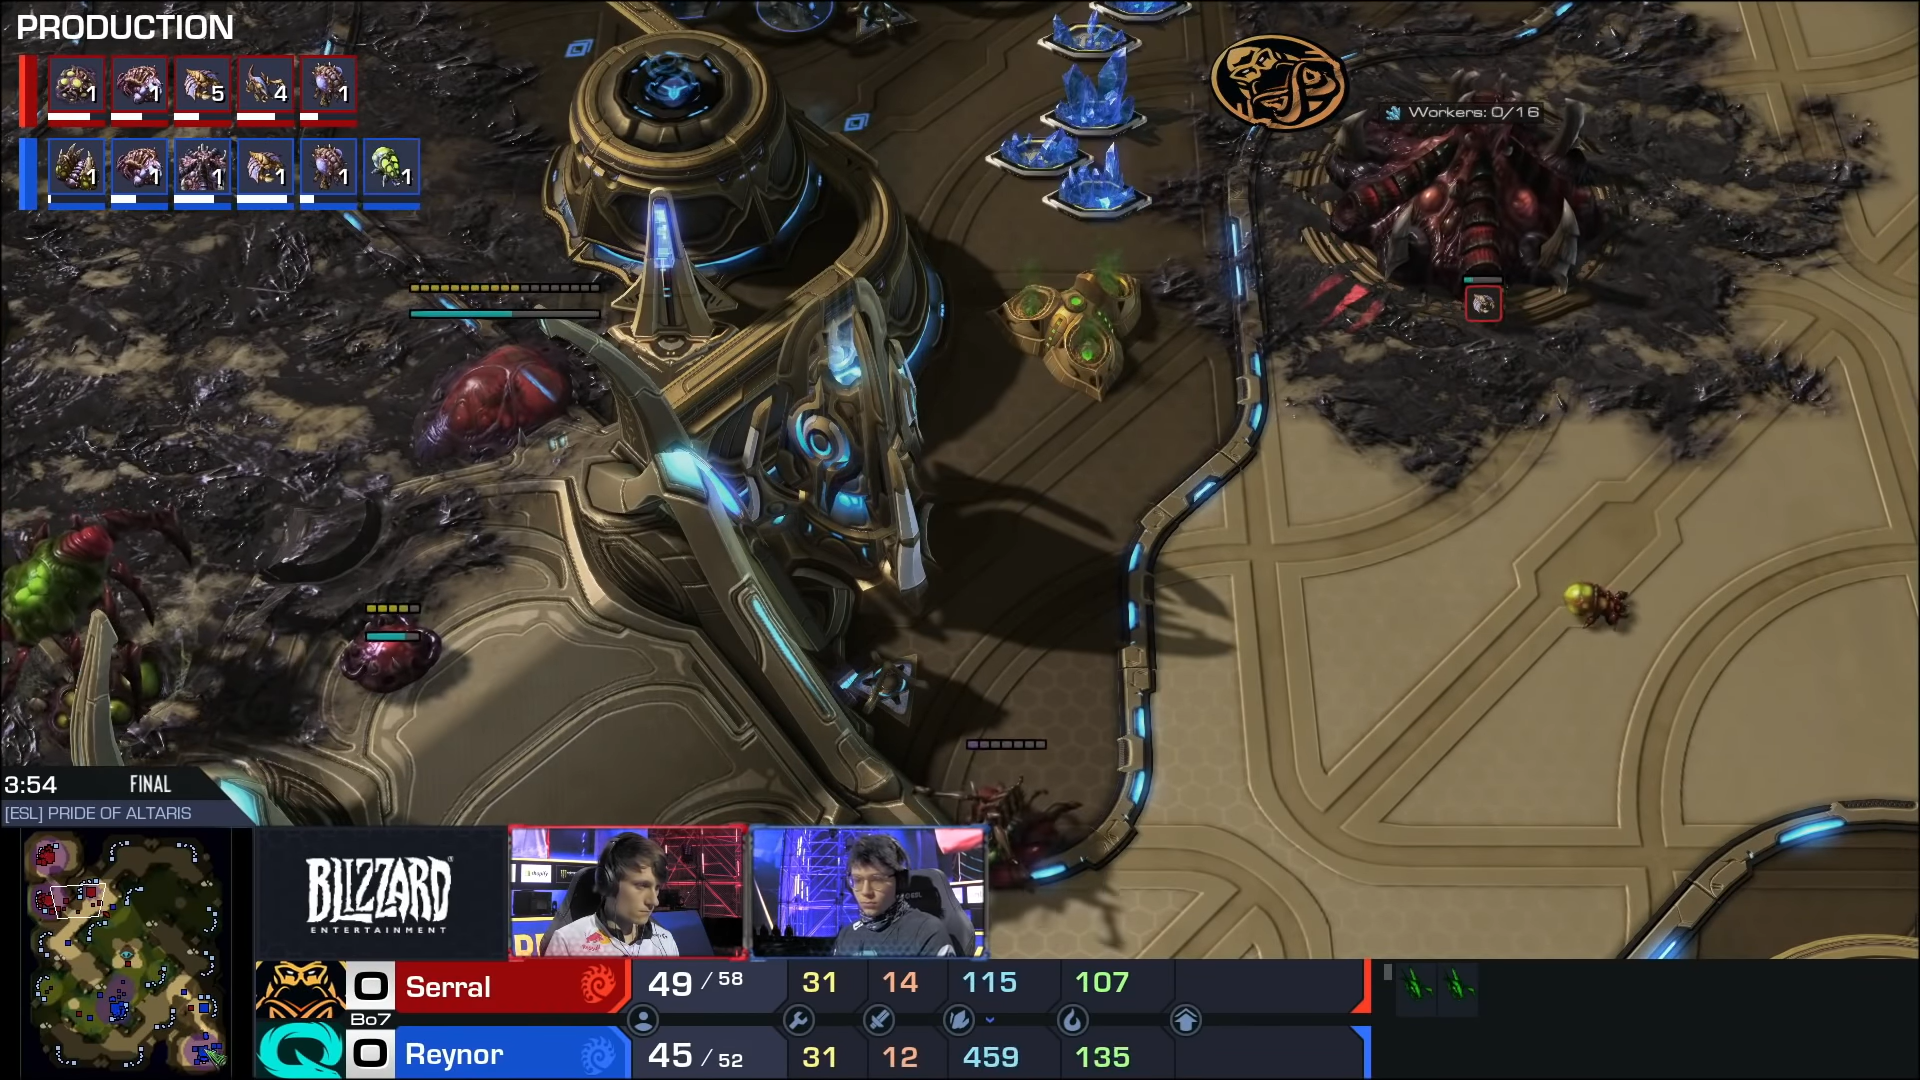 PRODUCTION
1 1 5 4 1
1 1 1 1 1 1
Workers: 0/16
3:54 FINAL
[ESL] PRIDE OF ALTARIS
BLIZZARD
ENTERTAINMENT
0 Serral 49 / 58 31 14 115 107
Bo7
0 Reynor 45 / 52 31 12 459 135